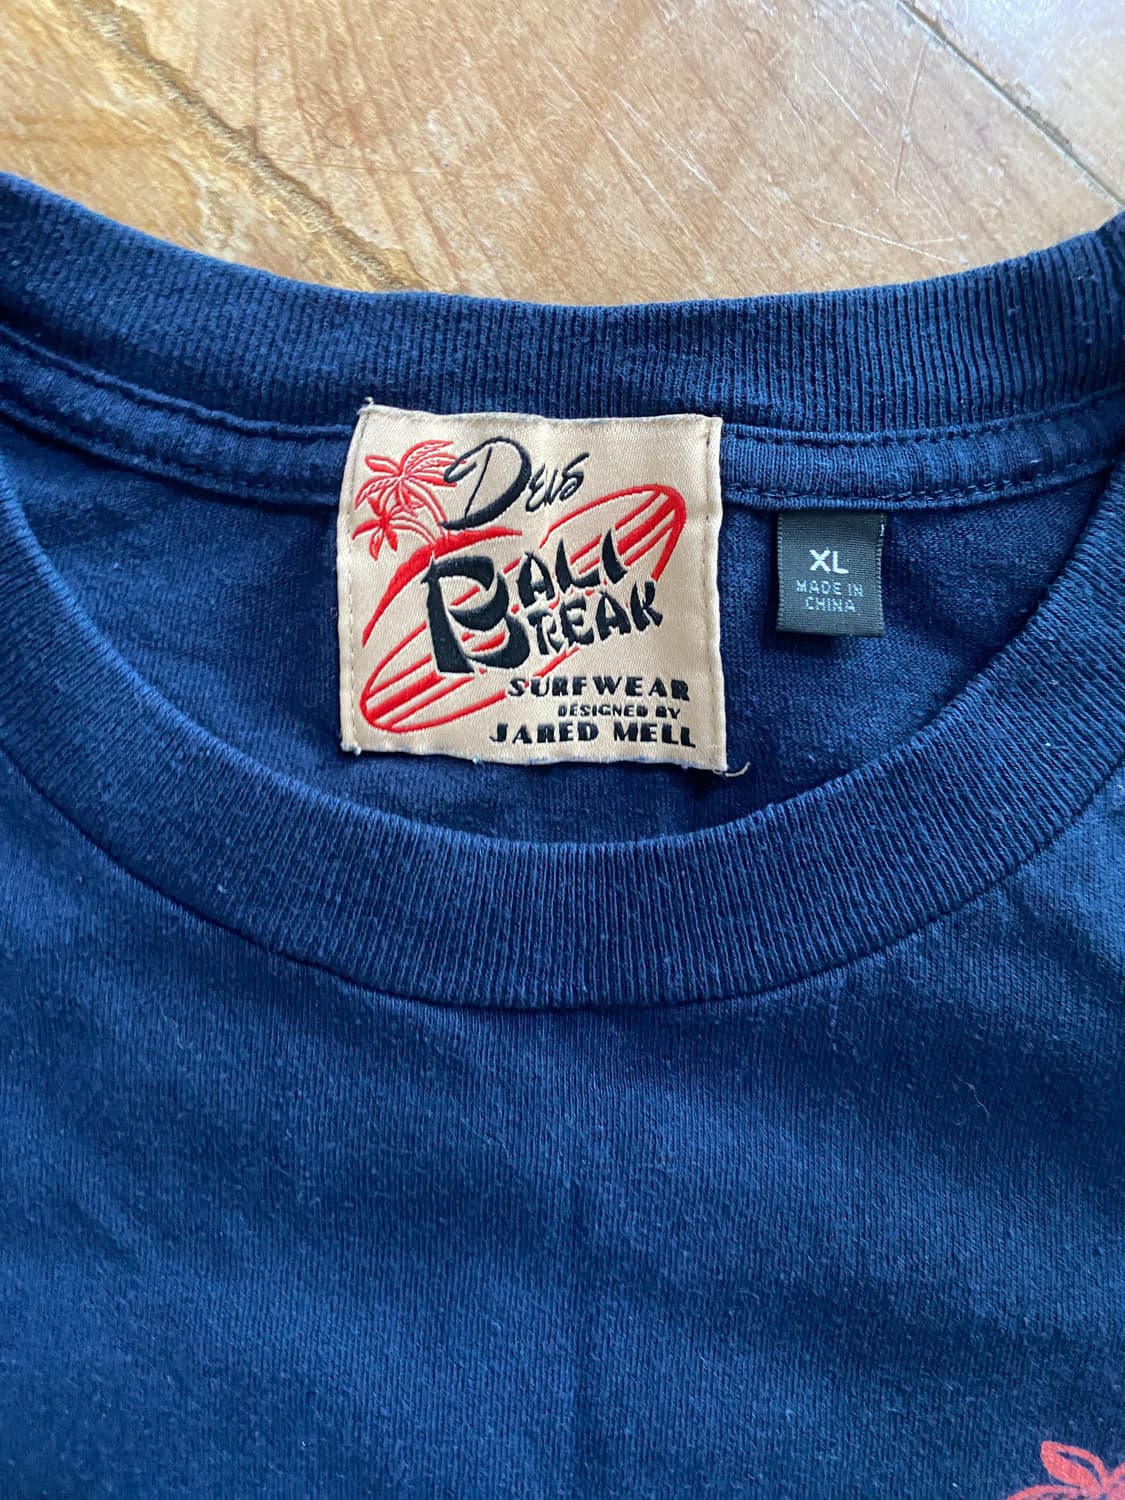 Deus
BALI
BREAK
SURFWEAR
DESIGNED BY
JARED MELL
XL
MADE IN
CHINA